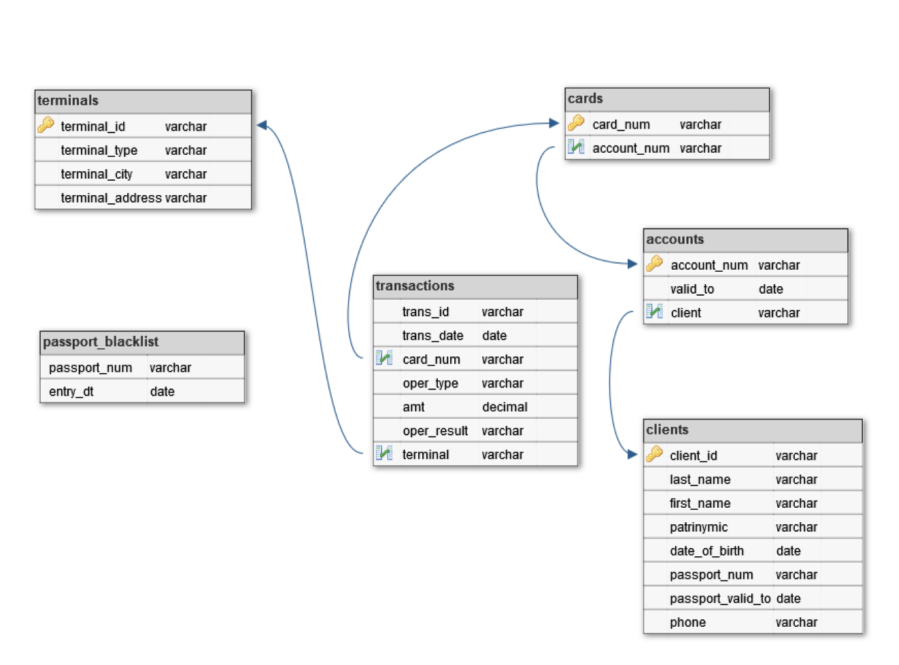 terminals
terminal_id varchar
terminal_type varchar
terminal_city varchar
terminal_address varchar
cards
card_num varchar
account_num varchar
accounts
account_num varchar
valid_to date
client varchar
transactions
trans_id varchar
trans_date date
card_num varchar
oper_type varchar
amt decimal
oper_result varchar
terminal varchar
passport_blacklist
passport_num varchar
entry_dt date
clients
client_id varchar
last_name varchar
first_name varchar
patrinymic varchar
date_of_birth date
passport_num varchar
passport_valid_to date
phone varchar